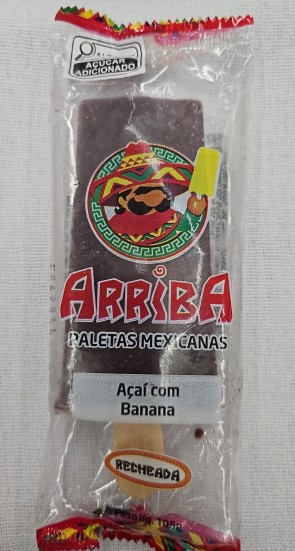 AÇÚCAR
ADICIONADO
ARRIBA
PALETAS MEXICANAS
Açaí com
Banana
RECHEADA